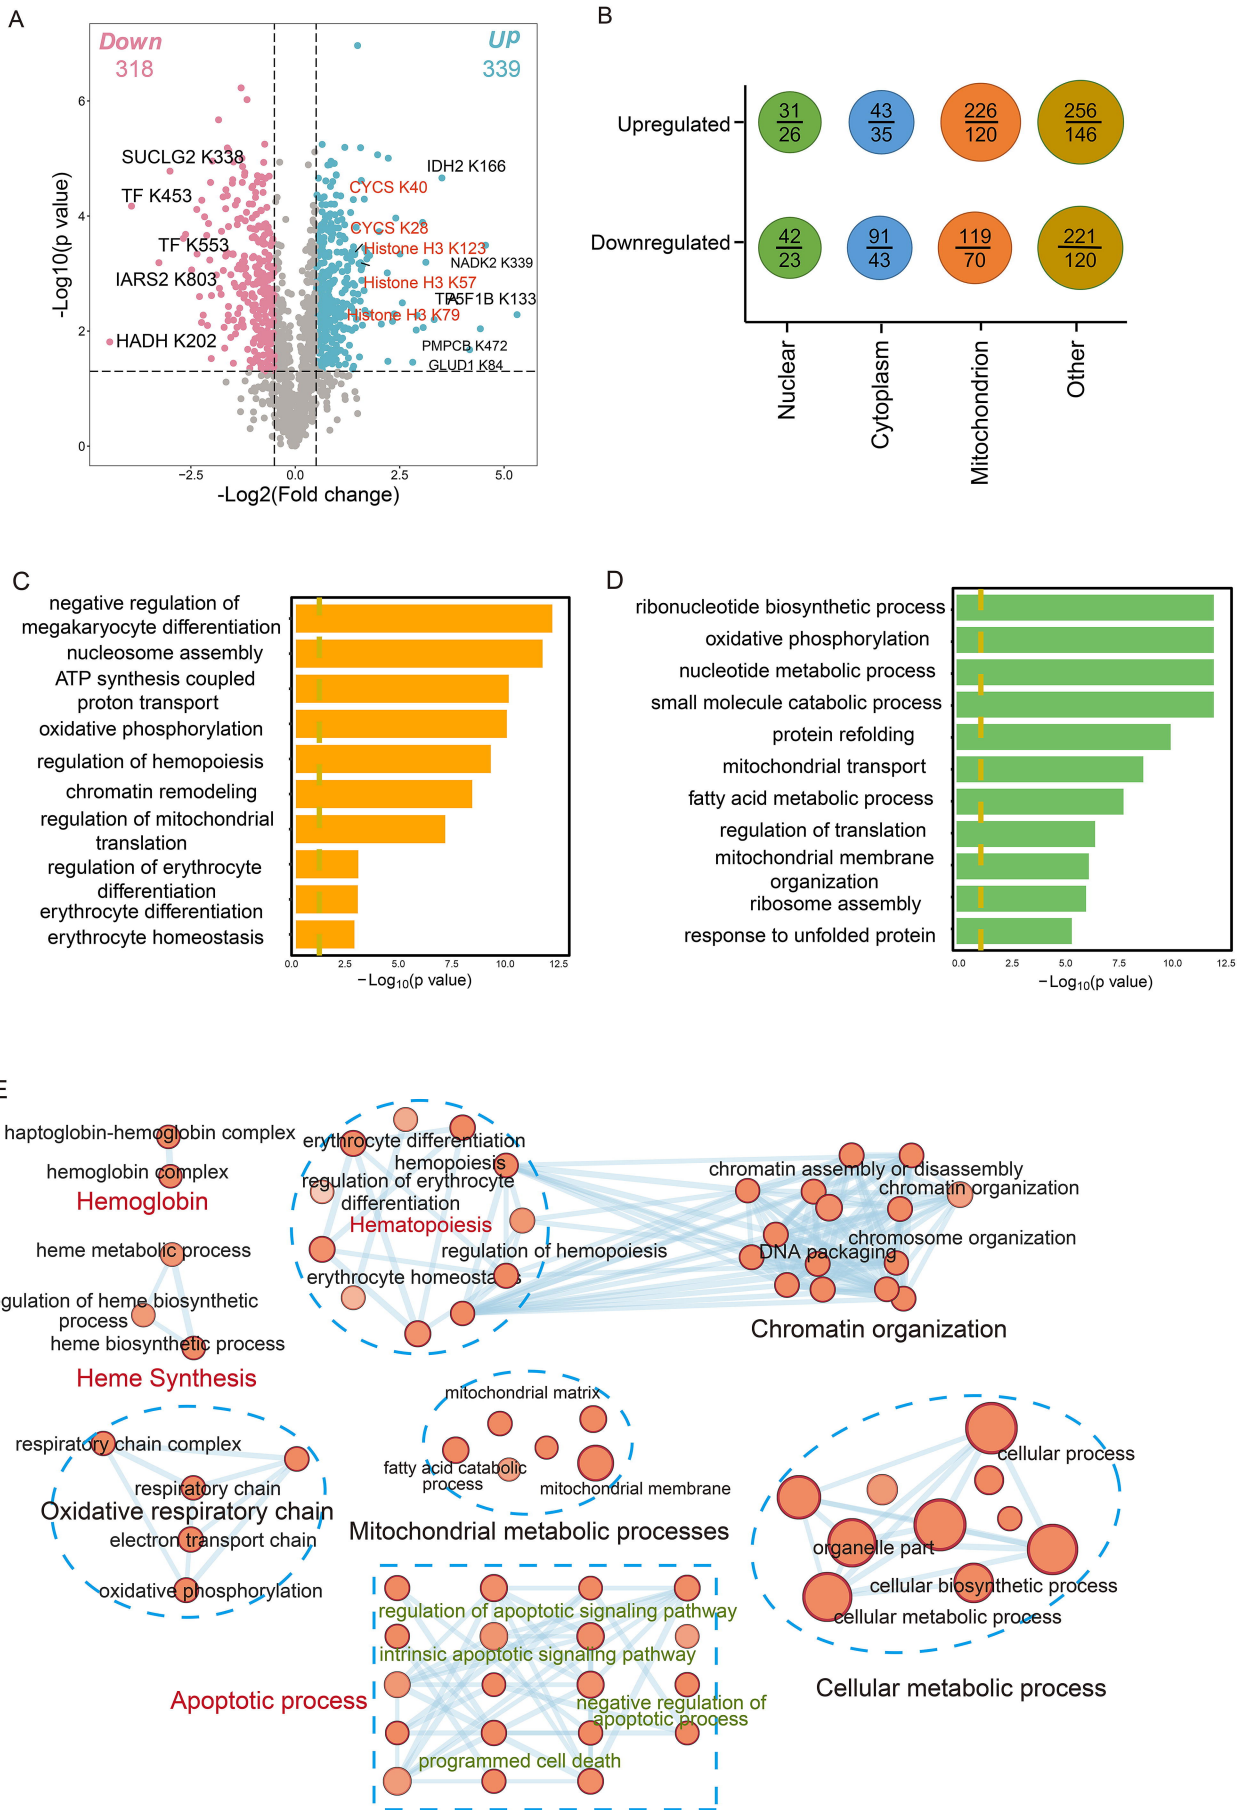 A
Down
318
Up
339
6
4
2
0
-Log10(p value)
SUCLG2 K338
TF K453
TF K553
IARS2 K803
HADH K202
IDH2 K166
CYCS K40
CYCS K28
Histone H3 K123
NADK2 K339
Histone H3 K57
K133
Histone H3 K79
PMPCB K472
GLUD1 K84
−2.5
0.0
2.5
5.0
-Log2(Fold change)
B
Upregulated
31
26
43
35
226
120
256
146
Downregulated
42
23
91
43
119
70
221
120
Nuclear
Cytoplasm
Mitochondrion
Other
C
negative regulation of
megakaryocyte differentiation
nucleosome assembly
ATP synthesis coupled
proton transport
oxidative phosphorylation
regulation of hemopoiesis
chromatin remodeling
regulation of mitochondrial
translation
regulation of erythrocyte
differentiation
erythrocyte differentiation
erythrocyte homeostasis
0.0 2.5 5.0 7.5 10.0 12.5
−Log10(p value)
D
ribonucleotide biosynthetic process
oxidative phosphorylation
nucleotide metabolic process
small molecule catabolic process
protein refolding
mitochondrial transport
fatty acid metabolic process
regulation of translation
mitochondrial membrane
organization
ribosome assembly
response to unfolded protein
0.0 2.5 5.0 7.5 10.0 12.5
−Log10(p value)
E
haptoglobin-hemoglobin complex
hemoglobin complex
Hemoglobin
heme metabolic process
gulation of heme biosynthetic
process
heme biosynthetic process
Heme Synthesis
erythrocyte differentiation
hemopoiesis
regulation of erythrocyte
differentiation
Hematopoiesis
regulation of hemopoiesis
erythrocyte homeostasis
chromatin assembly or disassembly
chromatin organization
chromosome organization
DNA packaging
Chromatin organization
respiratory chain complex
respiratory chain
Oxidative respiratory chain
electron transport chain
oxidative phosphorylation
mitochondrial matrix
fatty acid catabolic
process
mitochondrial membrane
Mitochondrial metabolic processes
cellular process
organelle part
cellular biosynthetic process
cellular metabolic process
Cellular metabolic process
regulation of apoptotic signaling pathway
intrinsic apoptotic signaling pathway
Apoptotic process
negative regulation of
apoptotic process
programmed cell death